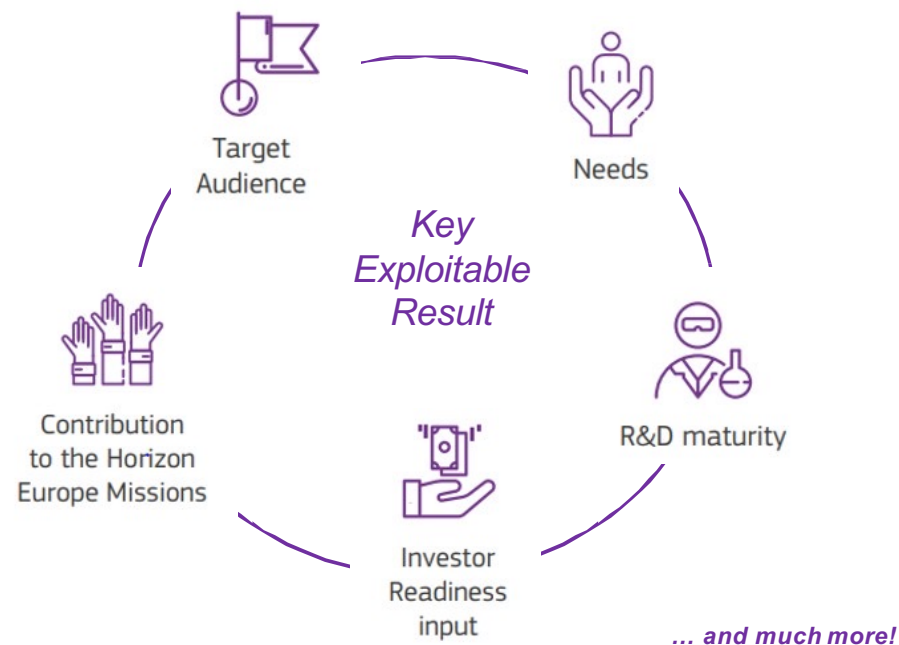 Target
Audience
Needs
Key
Exploitable
Result
Contribution
to the Horizon
Europe Missions
R&D maturity
Investor
Readiness
input
... and much more!